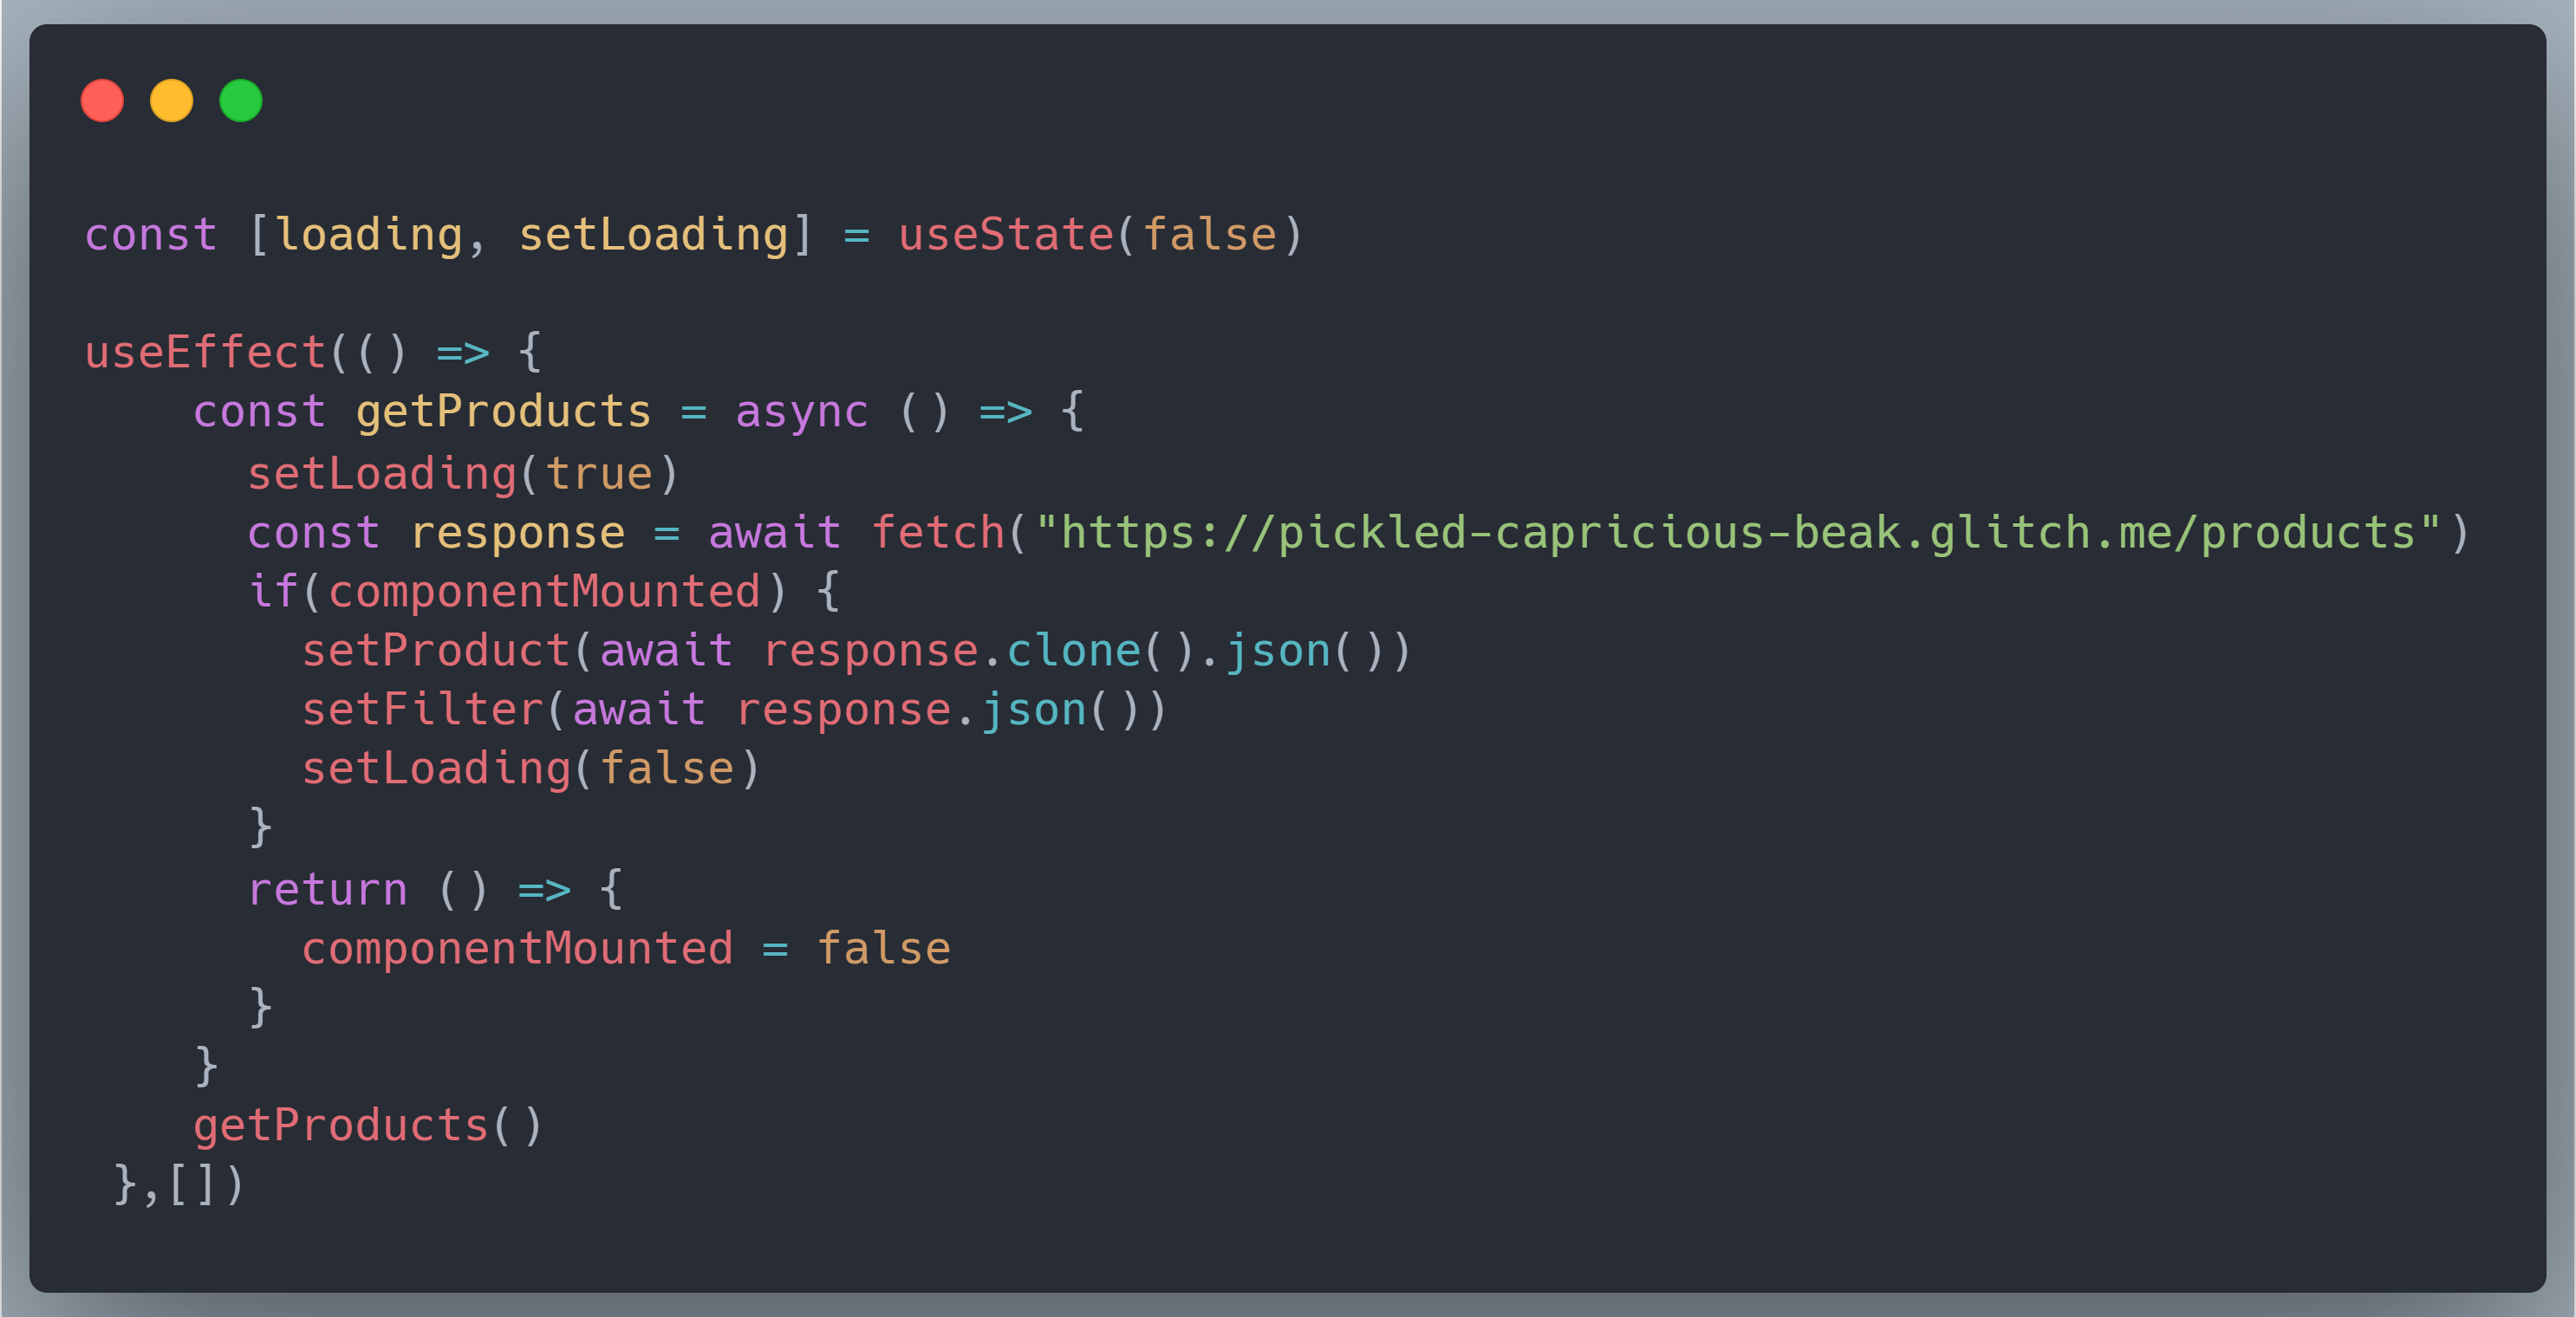 const [loading, setLoading] = useState(false)

useEffect(() => {
    const getProducts = async () => {
      setLoading(true)
      const response = await fetch("https://pickled-capricious-beak.glitch.me/products")
      if(componentMounted) {
        setProduct(await response.clone().json())
        setFilter(await response.json())
        setLoading(false)
      }
      return () => {
        componentMounted = false
      }
    }
    getProducts()
 },[])